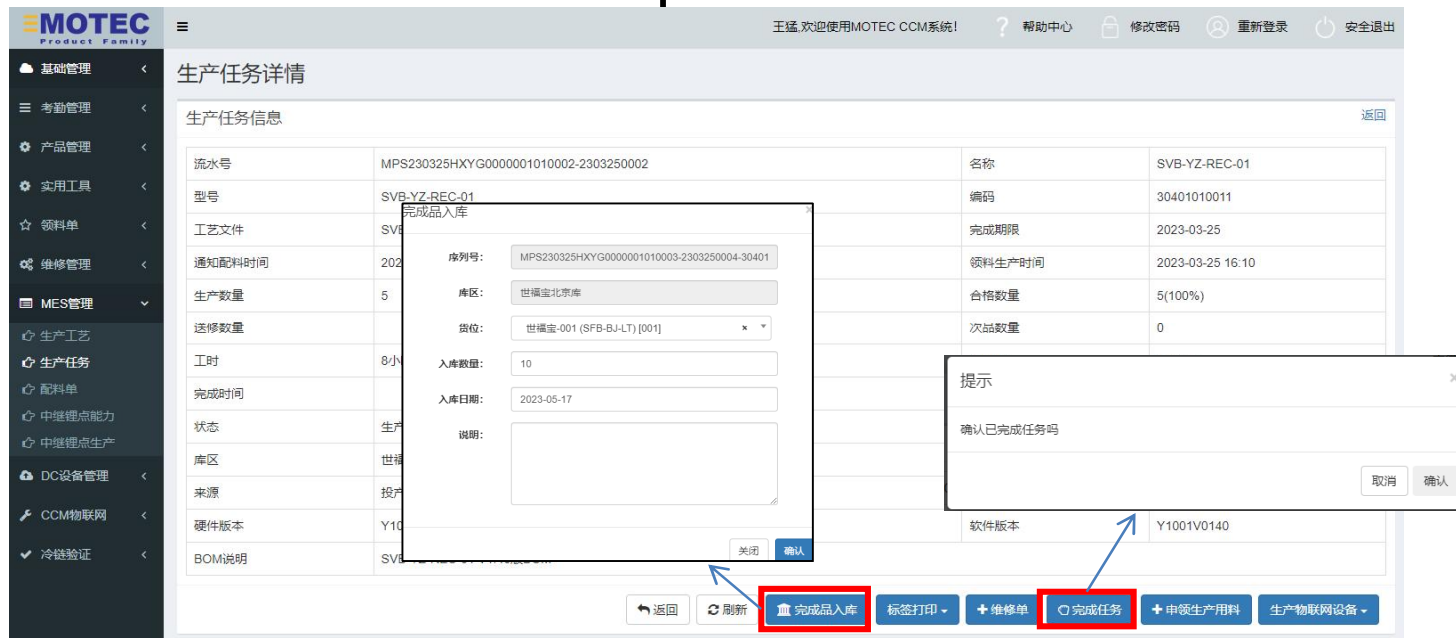 EMOTEC
Product Family
王猛,欢迎使用MOTEC CCM系统!
帮助中心
修改密码
重新登录
安全退出
基础管理
考勤管理
产品管理
实用工具
领料单
维修管理
MES管理
生产工艺
生产任务
配料单
中继锂点能力
中继锂点生产
DC设备管理
CCM物联网
冷链验证
生产任务详情
生产任务信息
返回
流水号 MPS230325HXYG0000001010002-2303250002 名称 SVB-YZ-REC-01
型号 SVB-YZ-REC-01 编码 30401010011
工艺文件 SVB 完成期限 2023-03-25
通知配料时间 202 领料生产时间 2023-03-25 16:10
生产数量 5 合格数量 5(100%)
送修数量 次品数量 0
工时 8小
完成时间
状态 生产
库区 世福
来源 投产
硬件版本 Y10 软件版本 Y1001V0140
BOM说明
完成品入库 ×
序列号: MPS230325HXYG0000001010003-2303250004-30401
库区: 世福宝北京库
货位: 世福宝-001 (SFB-BJ-LT) [001] ×
入库数量: 10
入库日期: 2023-05-17
说明:
关闭 确认
提示 ×
确认已完成任务吗
取消 确认
返回 刷新 完成品入库 标签打印 +维修单 完成任务 +申领生产用料 生产物联网设备